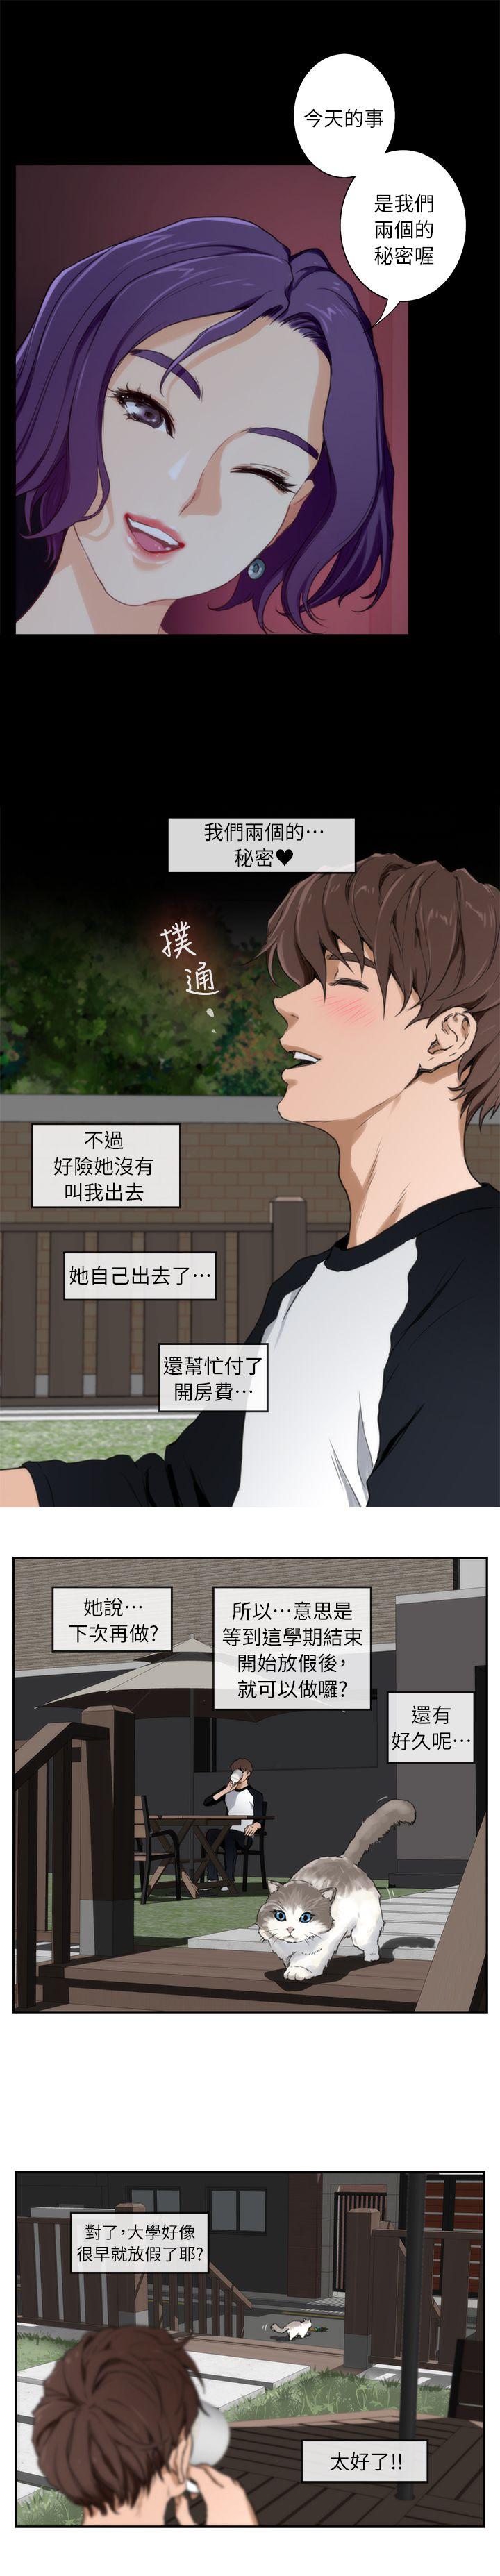 今天的事
是我們
兩個的
秘密喔
我們兩個的…
秘密♥
撲
通
不過
好險她沒有
叫我出去
她自己出去了…
還幫忙付了
開房費…
她說…
下次再做?
所以…意思是
等到這學期結束
開始放假後,
就可以做囉?
還有
好久呢…
對了,大學好像
很早就放假了耶?
太好了!!